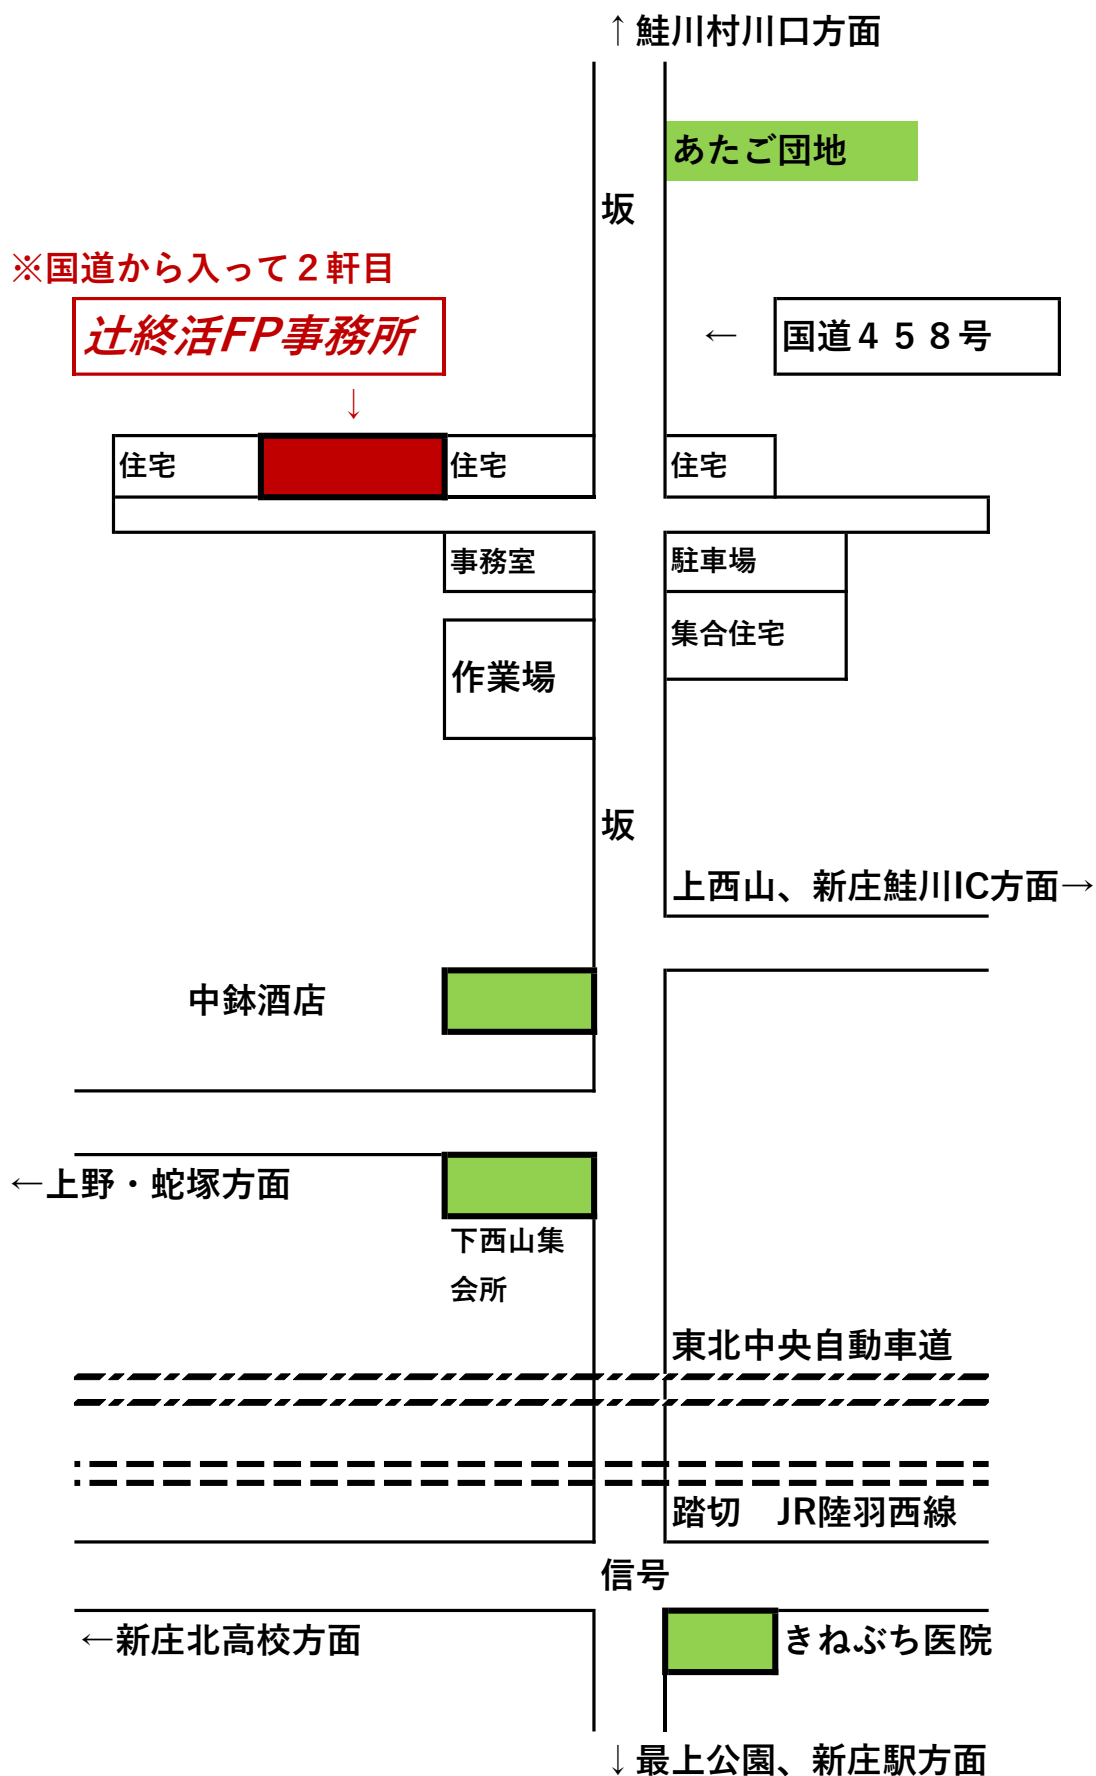 ↑鮭川村川口方面
あたご団地
坂
※国道から入って２軒目
辻終活FP事務所
← 国道４５８号
↓
住宅
住宅
住宅
事務室
駐車場
集合住宅
作業場
坂
上西山、新庄鮭川IC方面→
中鉢酒店
←上野・蛇塚方面
下西山集
会所
東北中央自動車道
踏切　JR陸羽西線
信号
←新庄北高校方面
きねぶち医院
↓最上公園、新庄駅方面